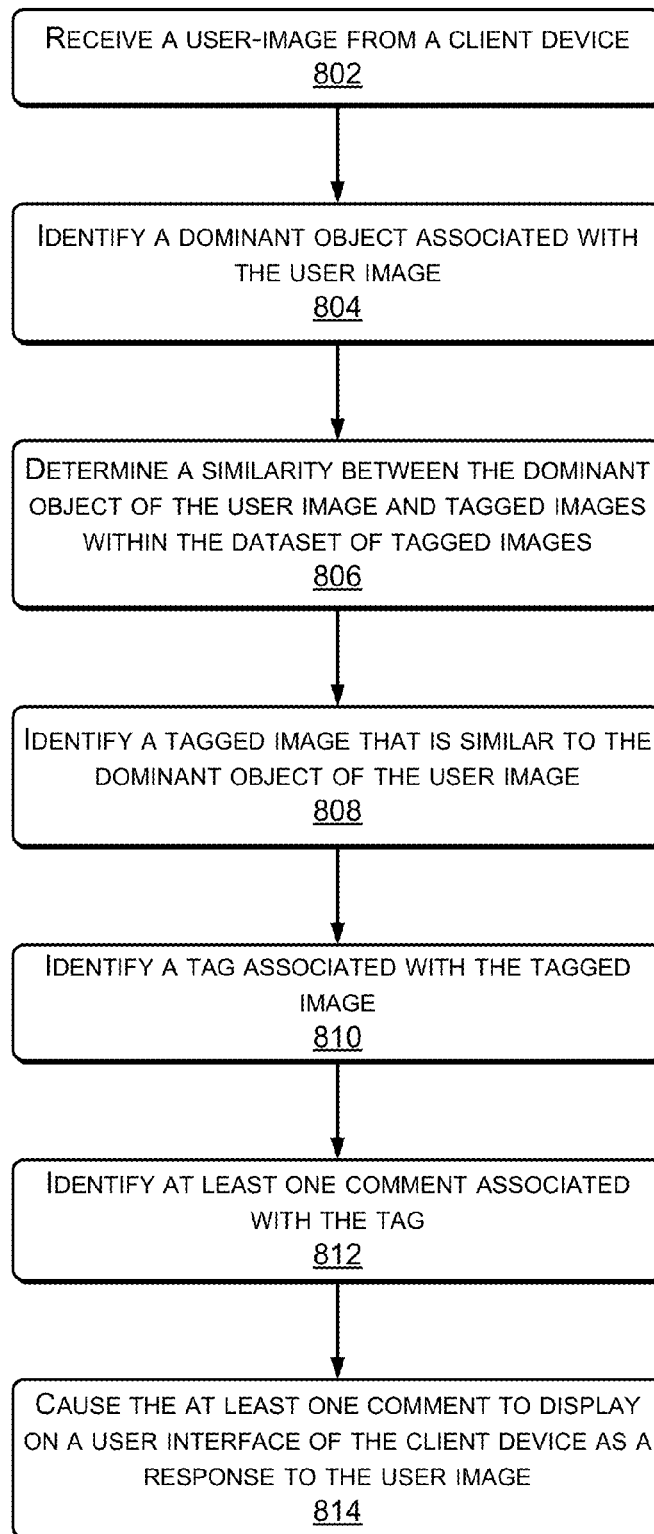 RECEIVE A USER-IMAGE FROM A CLIENT DEVICE
802
IDENTIFY A DOMINANT OBJECT ASSOCIATED WITH
THE USER IMAGE
804
DETERMINE A SIMILARITY BETWEEN THE DOMINANT
OBJECT OF THE USER IMAGE AND TAGGED IMAGES
WITHIN THE DATASET OF TAGGED IMAGES
806
IDENTIFY A TAGGED IMAGE THAT IS SIMILAR TO THE
DOMINANT OBJECT OF THE USER IMAGE
808
IDENTIFY A TAG ASSOCIATED WITH THE TAGGED
IMAGE
810
IDENTIFY AT LEAST ONE COMMENT ASSOCIATED
WITH THE TAG
812
CAUSE THE AT LEAST ONE COMMENT TO DISPLAY
ON A USER INTERFACE OF THE CLIENT DEVICE AS A
RESPONSE TO THE USER IMAGE
814